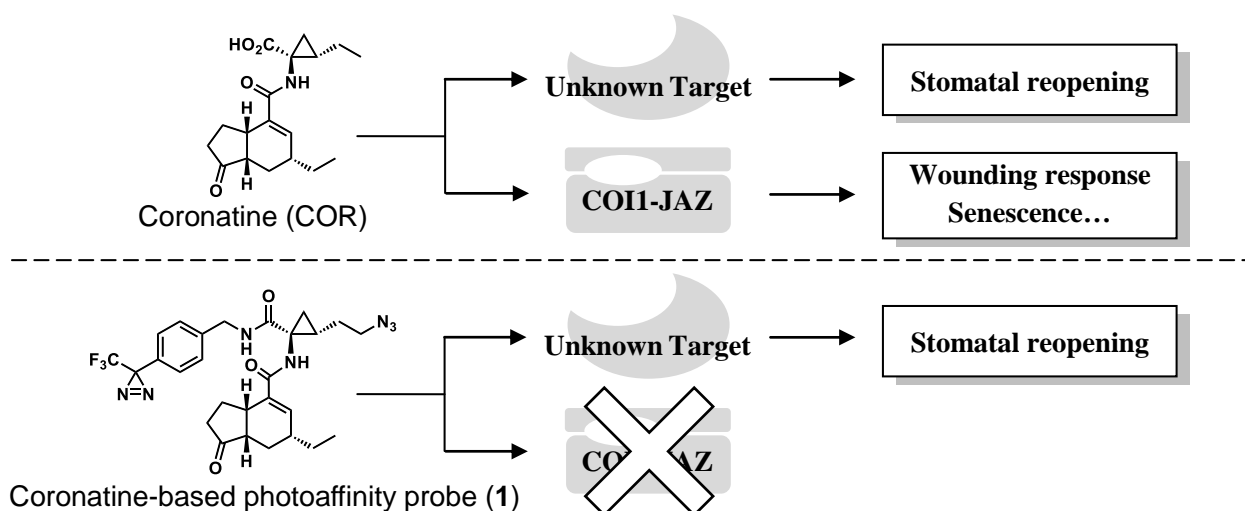 HO₂C
NH
O
H
H
O
Coronatine (COR)
Unknown Target
Stomatal reopening
COI1-JAZ
Wounding response
Senescence…
O
N₃
N
H
NH
O
F₃C
N=N
H
H
O
Unknown Target
Stomatal reopening
Coronatine-based photoaffinity probe (1)